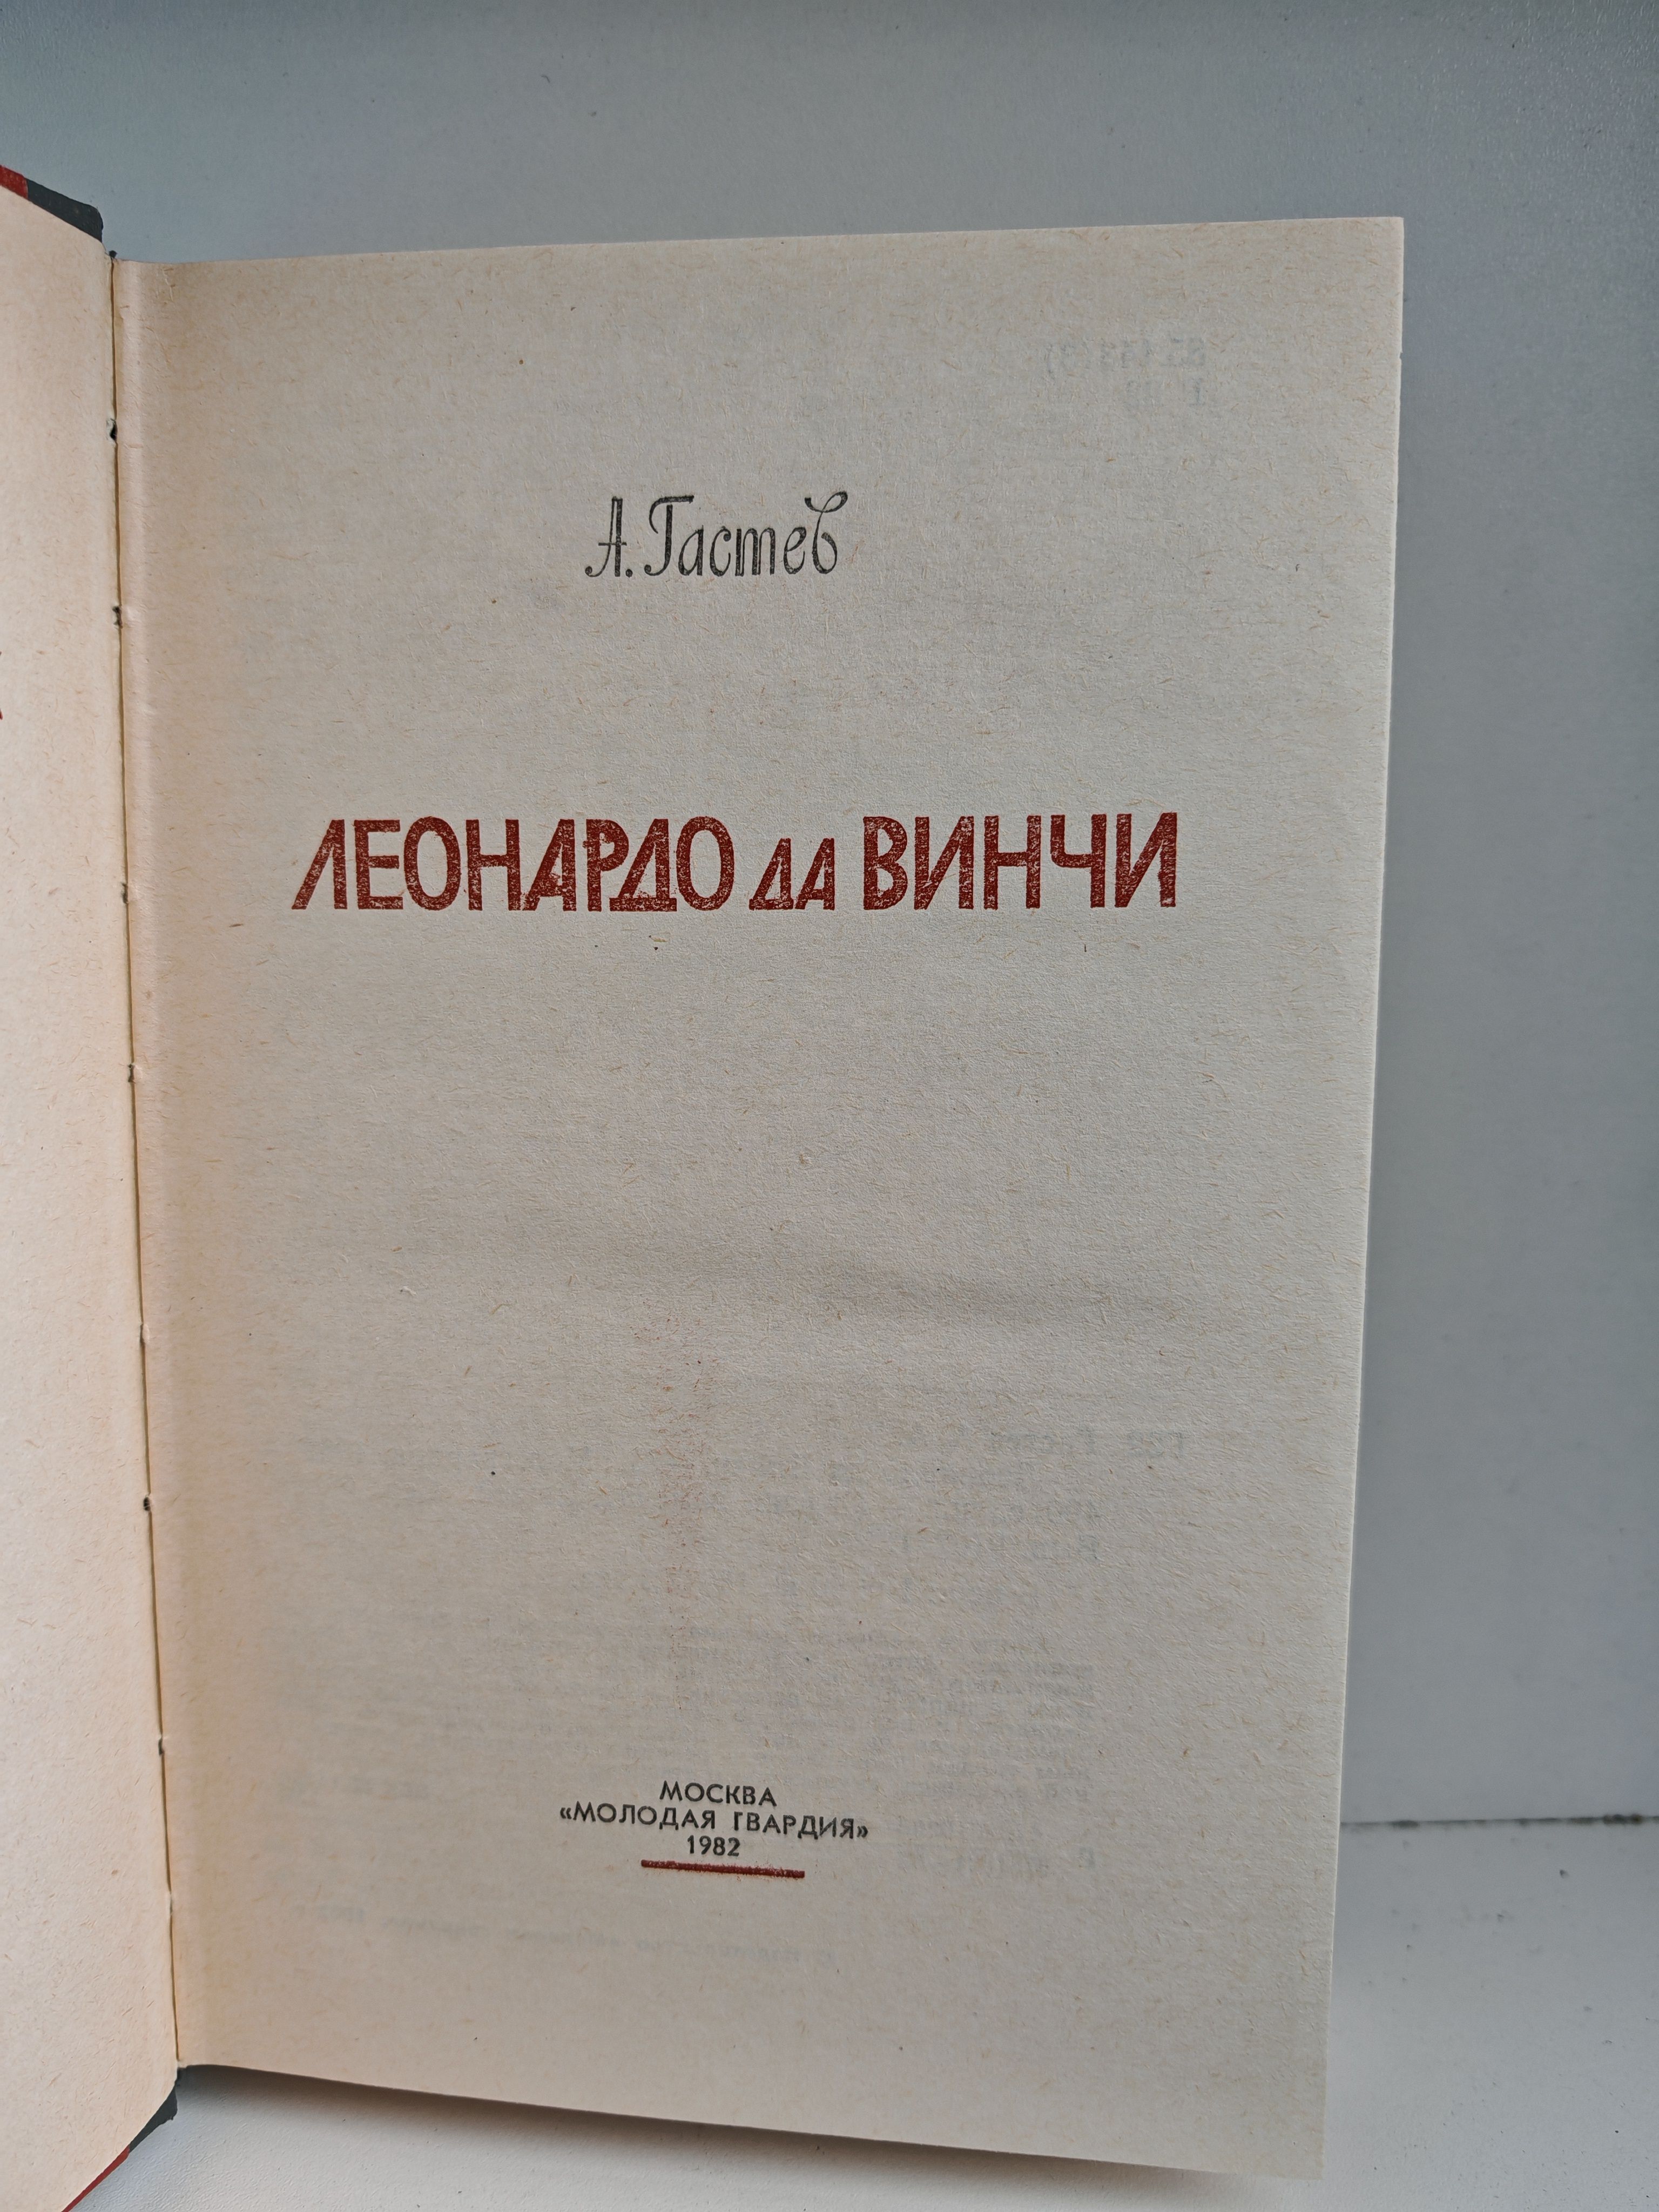 А. Гастев
ЛЕОНАРДО ДА ВИНЧИ
МОСКВА
«МОЛОДАЯ ГВАРДИЯ»
1982